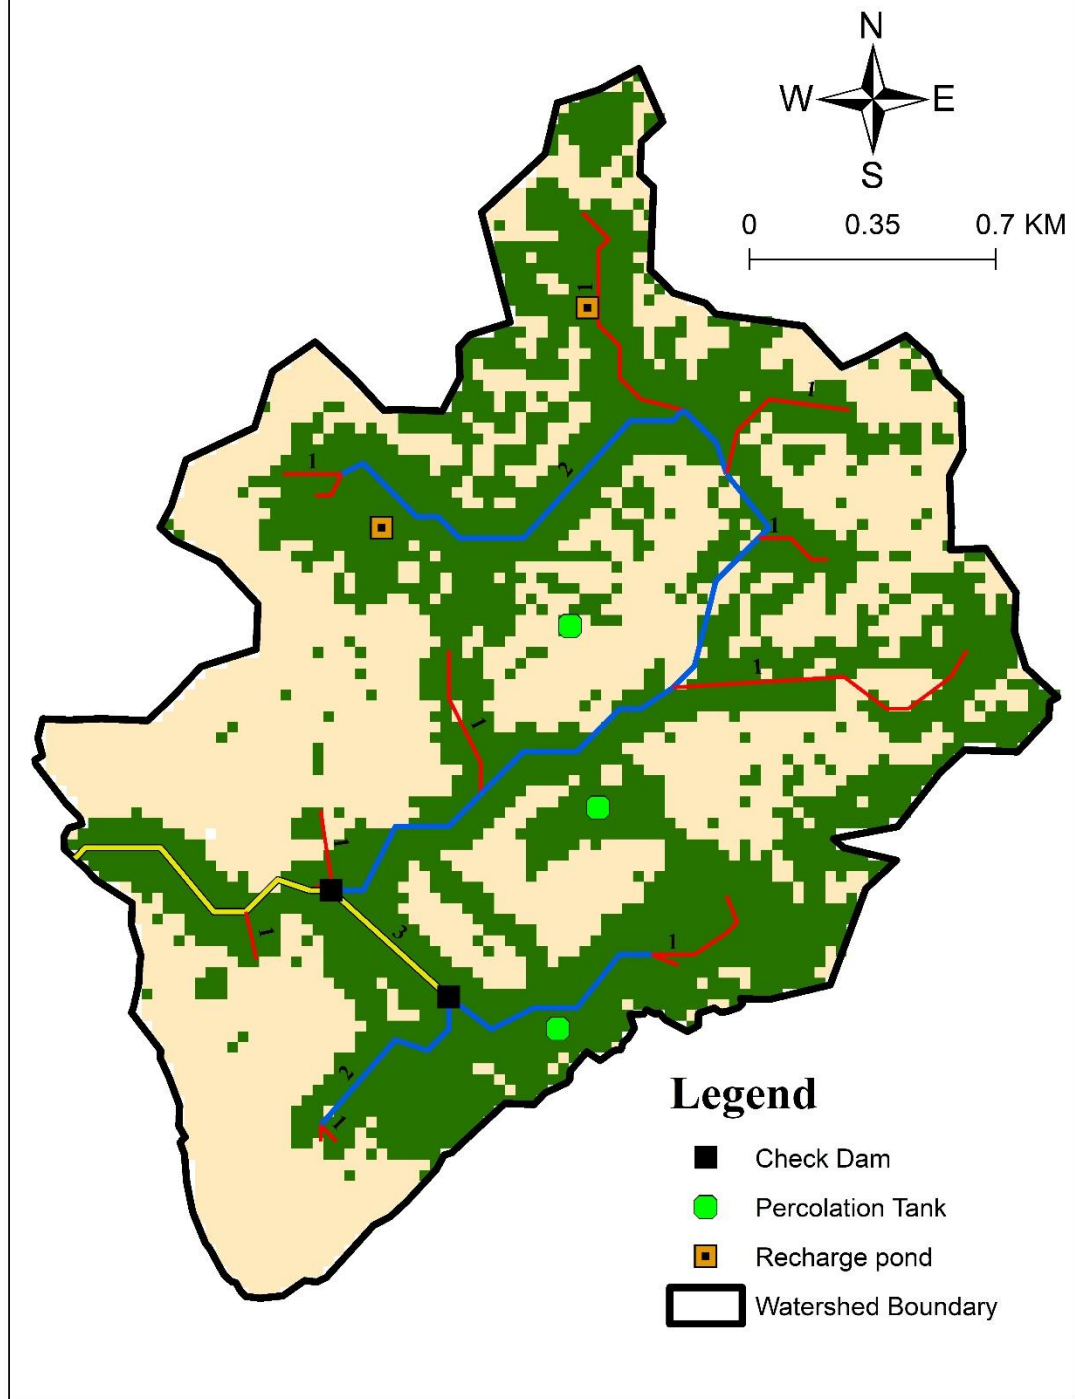 N
W E
S
0 0.35 0.7 KM
1
1
1
2
1
1
1
1
3
1
1
2
1
Legend
Check Dam
Percolation Tank
Recharge pond
Watershed Boundary